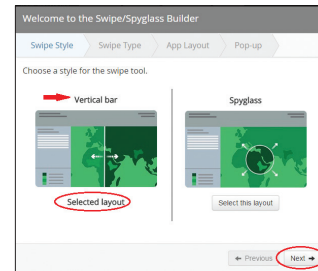 Welcome to the Swipe/Spyglass Builder
Swipe Style Swipe Type App Layout Pop-up
Choose a style for the swipe tool.
Vertical bar
Spyglass
Selected layout
Select this layout
Previous
Next